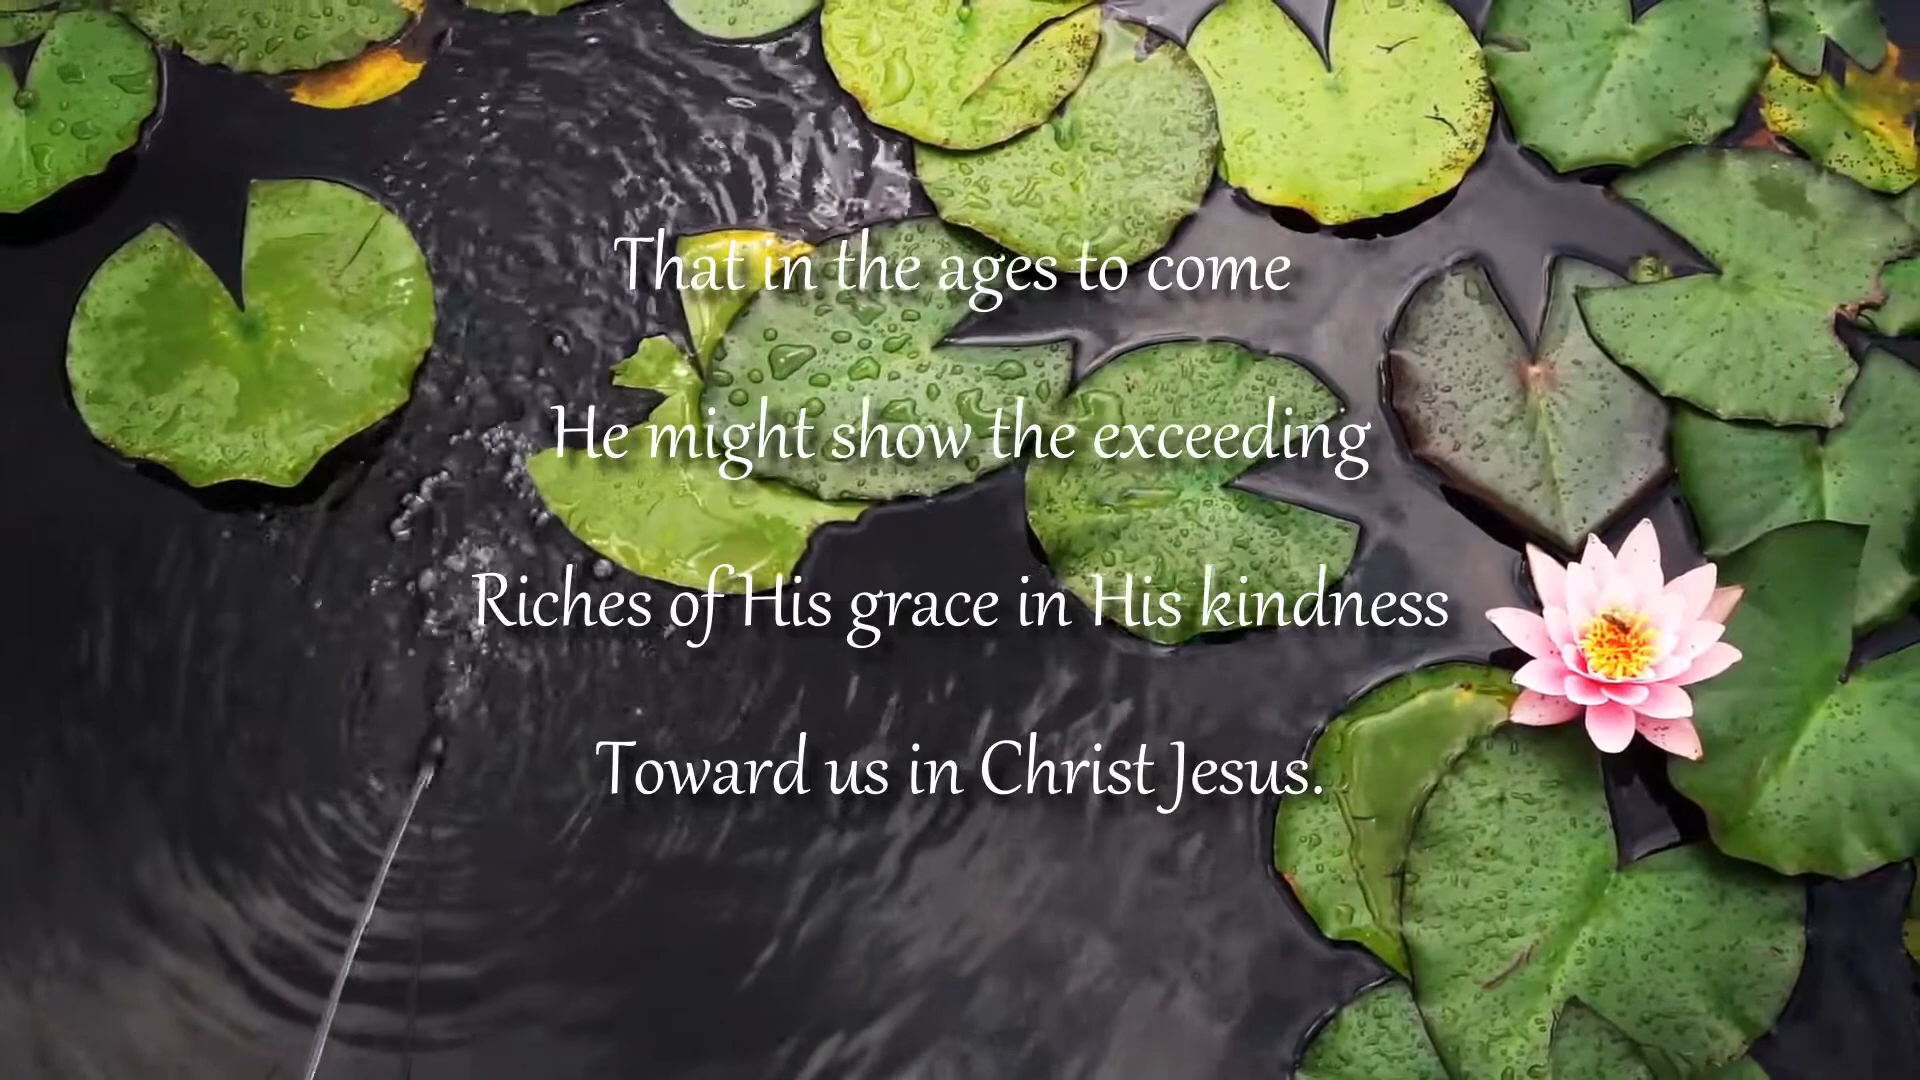 That in the ages to come
He might show the exceeding
Riches of His grace in His kindness
Toward us in Christ Jesus.